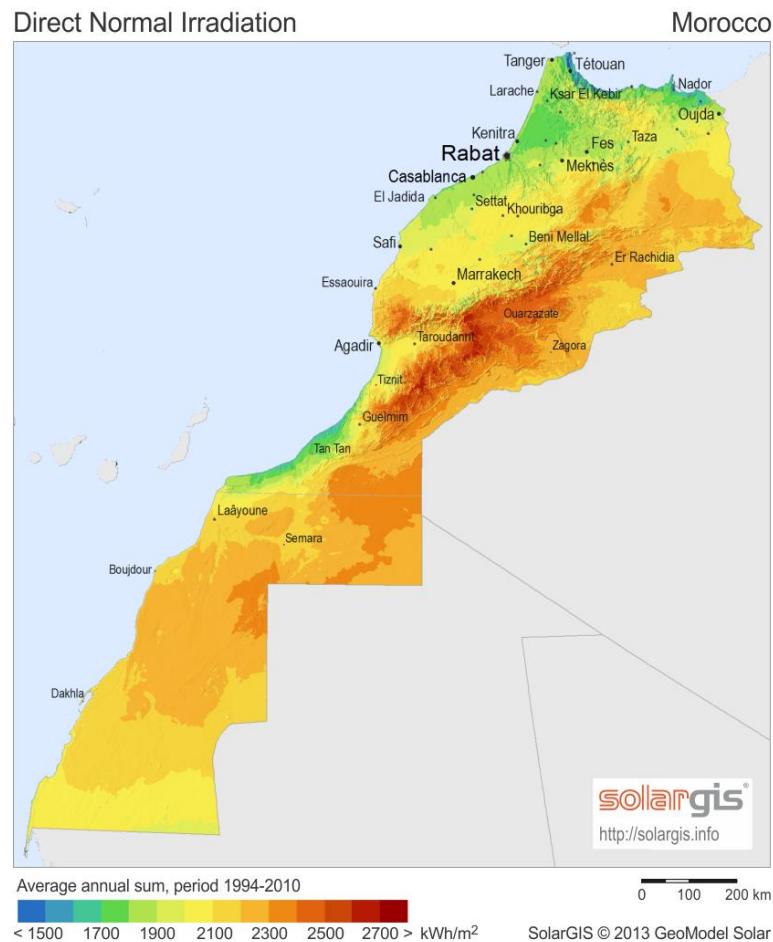 Direct Normal Irradiation
Morocco
Tanger
Tétouan
Larache
Ksar El Kebir
Nador
Oujda
Kenitra
Fes
Taza
Rabat
Meknès
Casablanca
El Jadida
Settat
Khouribga
Safi
Beni Mellal
Er Rachidia
Marrakech
Essaouira
Ouarzazate
Agadir
Taroudannt
Zagora
Tiznit
Guelmim
Tan Tan
Laâyoune
Semara
Boujdour
Dakhla
solargis®
http://solargis.info
Average annual sum, period 1994-2010
0 100 200 km
< 1500 1700 1900 2100 2300 2500 2700 > kWh/m²
SolarGIS © 2013 GeoModel Solar